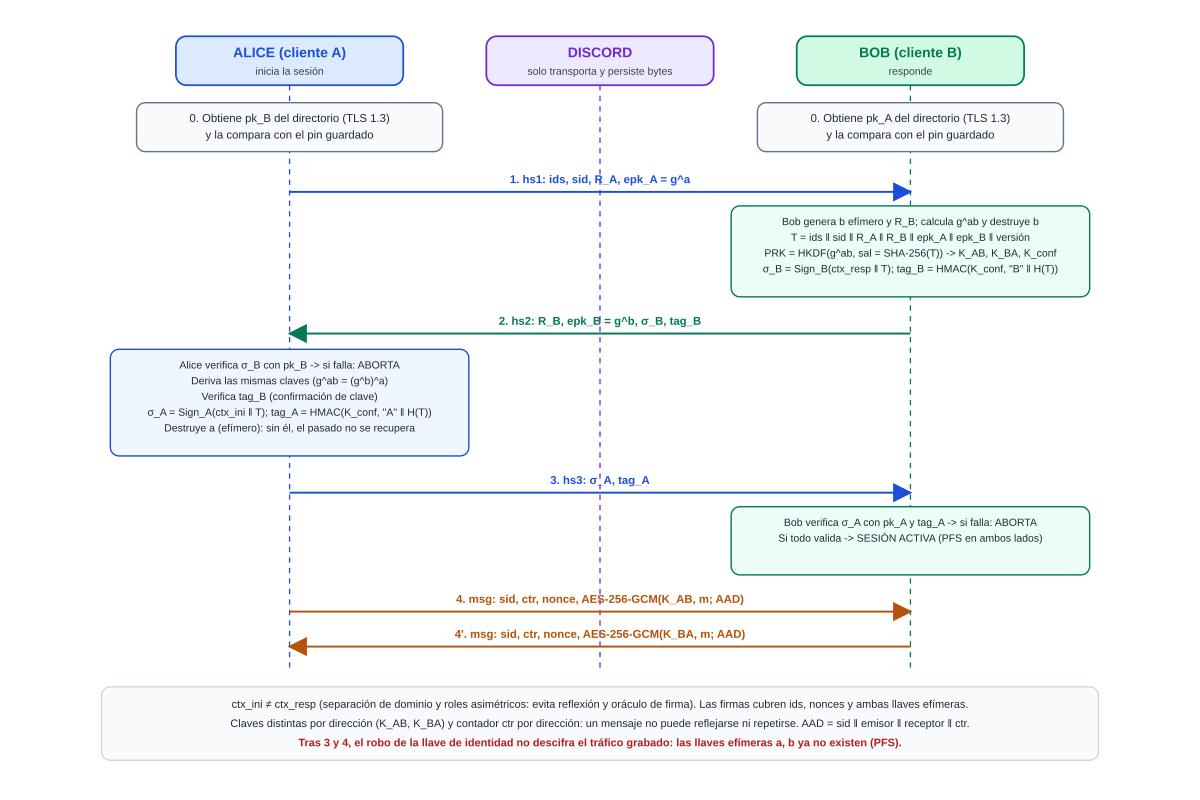 ALICE (cliente A)
inicia la sesión
DISCORD
solo transporta y persiste bytes
BOB (cliente B)
responde
0. Obtiene pk_B del directorio (TLS 1.3)
y la compara con el pin guardado
0. Obtiene pk_A del directorio (TLS 1.3)
y la compara con el pin guardado
1. hs1: ids, sid, R_A, epk_A = g^a
Bob genera b efímero y R_B; calcula g^ab y destruye b
T = ids ‖ sid ‖ R_A ‖ R_B ‖ epk_A ‖ epk_B ‖ versión
PRK = HKDF(g^ab, sal = SHA-256(T)) -> K_AB, K_BA, K_conf
σ_B = Sign_B(ctx_resp ‖ T); tag_B = HMAC(K_conf, "B" ‖ H(T))
2. hs2: R_B, epk_B = g^b, σ_B, tag_B
Alice verifica σ_B con pk_B -> si falla: ABORTA
Deriva las mismas claves (g^ab = (g^b)^a)
Verifica tag_B (confirmación de clave)
σ_A = Sign_A(ctx_ini ‖ T); tag_A = HMAC(K_conf, "A" ‖ H(T))
Destruye a (efímero): sin él, el pasado no se recupera
3. hs3: σ_A, tag_A
Bob verifica σ_A con pk_A y tag_A -> si falla: ABORTA
Si todo valida -> SESIÓN ACTIVA (PFS en ambos lados)
4. msg: sid, ctr, nonce, AES-256-GCM(K_AB, m; AAD)
4'. msg: sid, ctr, nonce, AES-256-GCM(K_BA, m; AAD)
ctx_ini ≠ ctx_resp (separación de dominio y roles asimétricos: evita reflexión y oráculo de firma). Las firmas cubren ids, nonces y ambas llaves efímeras.
Claves distintas por dirección (K_AB, K_BA) y contador ctr por dirección: un mensaje no puede reflejarse ni repetirse. AAD = sid ‖ emisor ‖ receptor ‖ ctr.
Tras 3 y 4, el robo de la llave de identidad no descifra el tráfico grabado: las llaves efímeras a, b ya no existen (PFS).